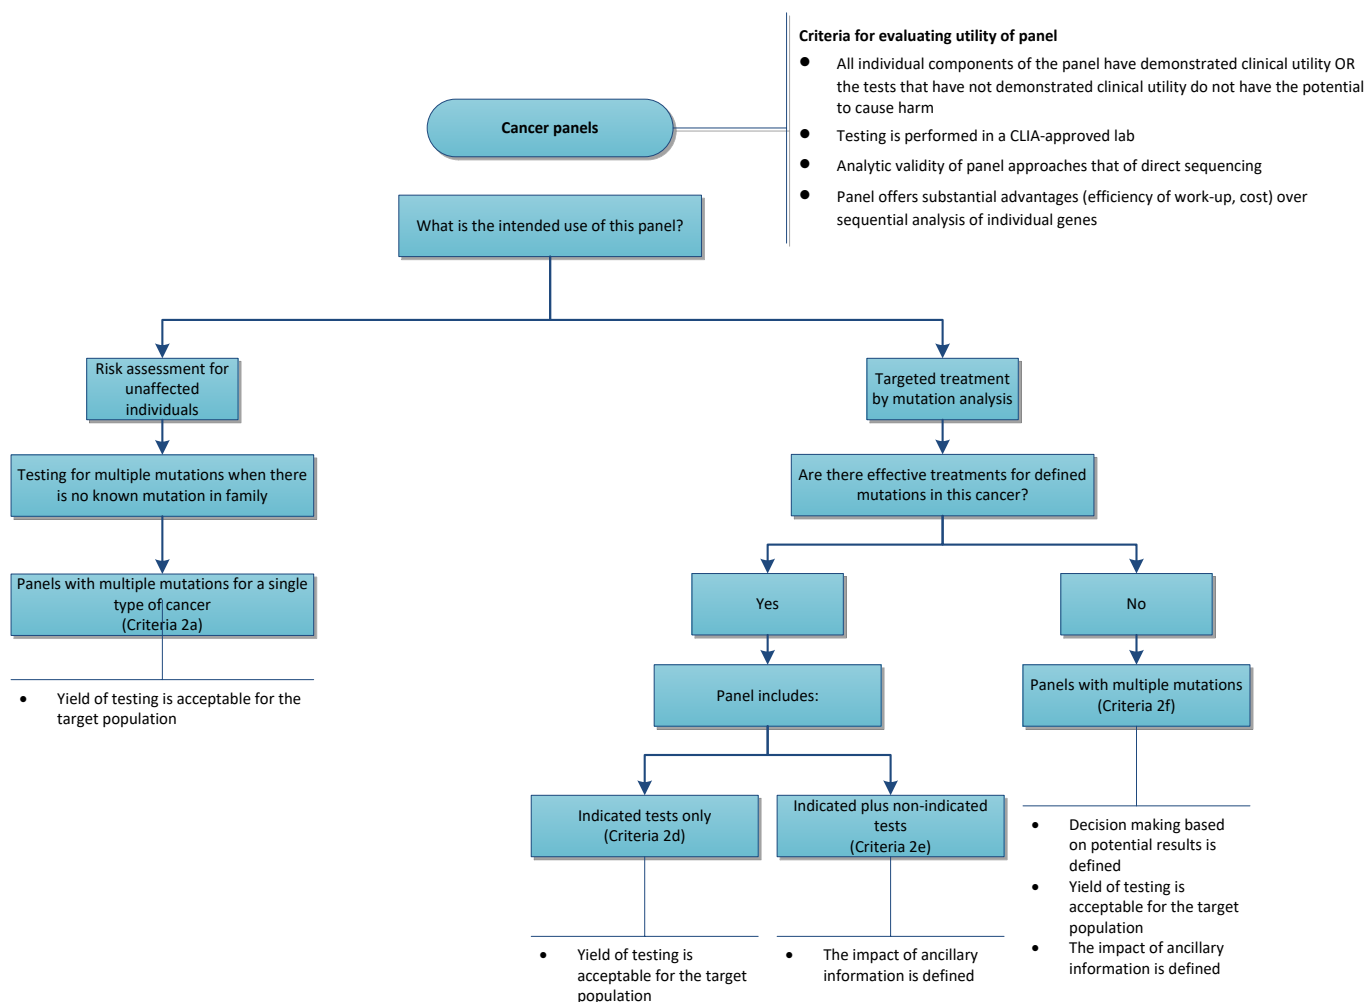 Criteria for evaluating utility of panel
● All individual components of the panel have demonstrated clinical utility OR
the tests that have not demonstrated clinical utility do not have the potential
to cause harm
● Testing is performed in a CLIA-approved lab
● Analytic validity of panel approaches that of direct sequencing
● Panel offers substantial advantages (efficiency of work-up, cost) over
sequential analysis of individual genes
Cancer panels
What is the intended use of this panel?
Risk assessment for
unaffected
individuals
Testing for multiple mutations when there
is no known mutation in family
Panels with multiple mutations for a single
type of cancer
(Criteria 2a)
• Yield of testing is acceptable for the
target population
Targeted treatment
by mutation analysis
Are there effective treatments for defined
mutations in this cancer?
Yes
No
Panel includes:
Panels with multiple mutations
(Criteria 2f)
Indicated tests only
(Criteria 2d)
Indicated plus non-indicated
tests
(Criteria 2e)
• Yield of testing is
acceptable for the target
population
• The impact of ancillary
information is defined
• Decision making based
on potential results is
defined
• Yield of testing is
acceptable for the target
population
• The impact of ancillary
information is defined